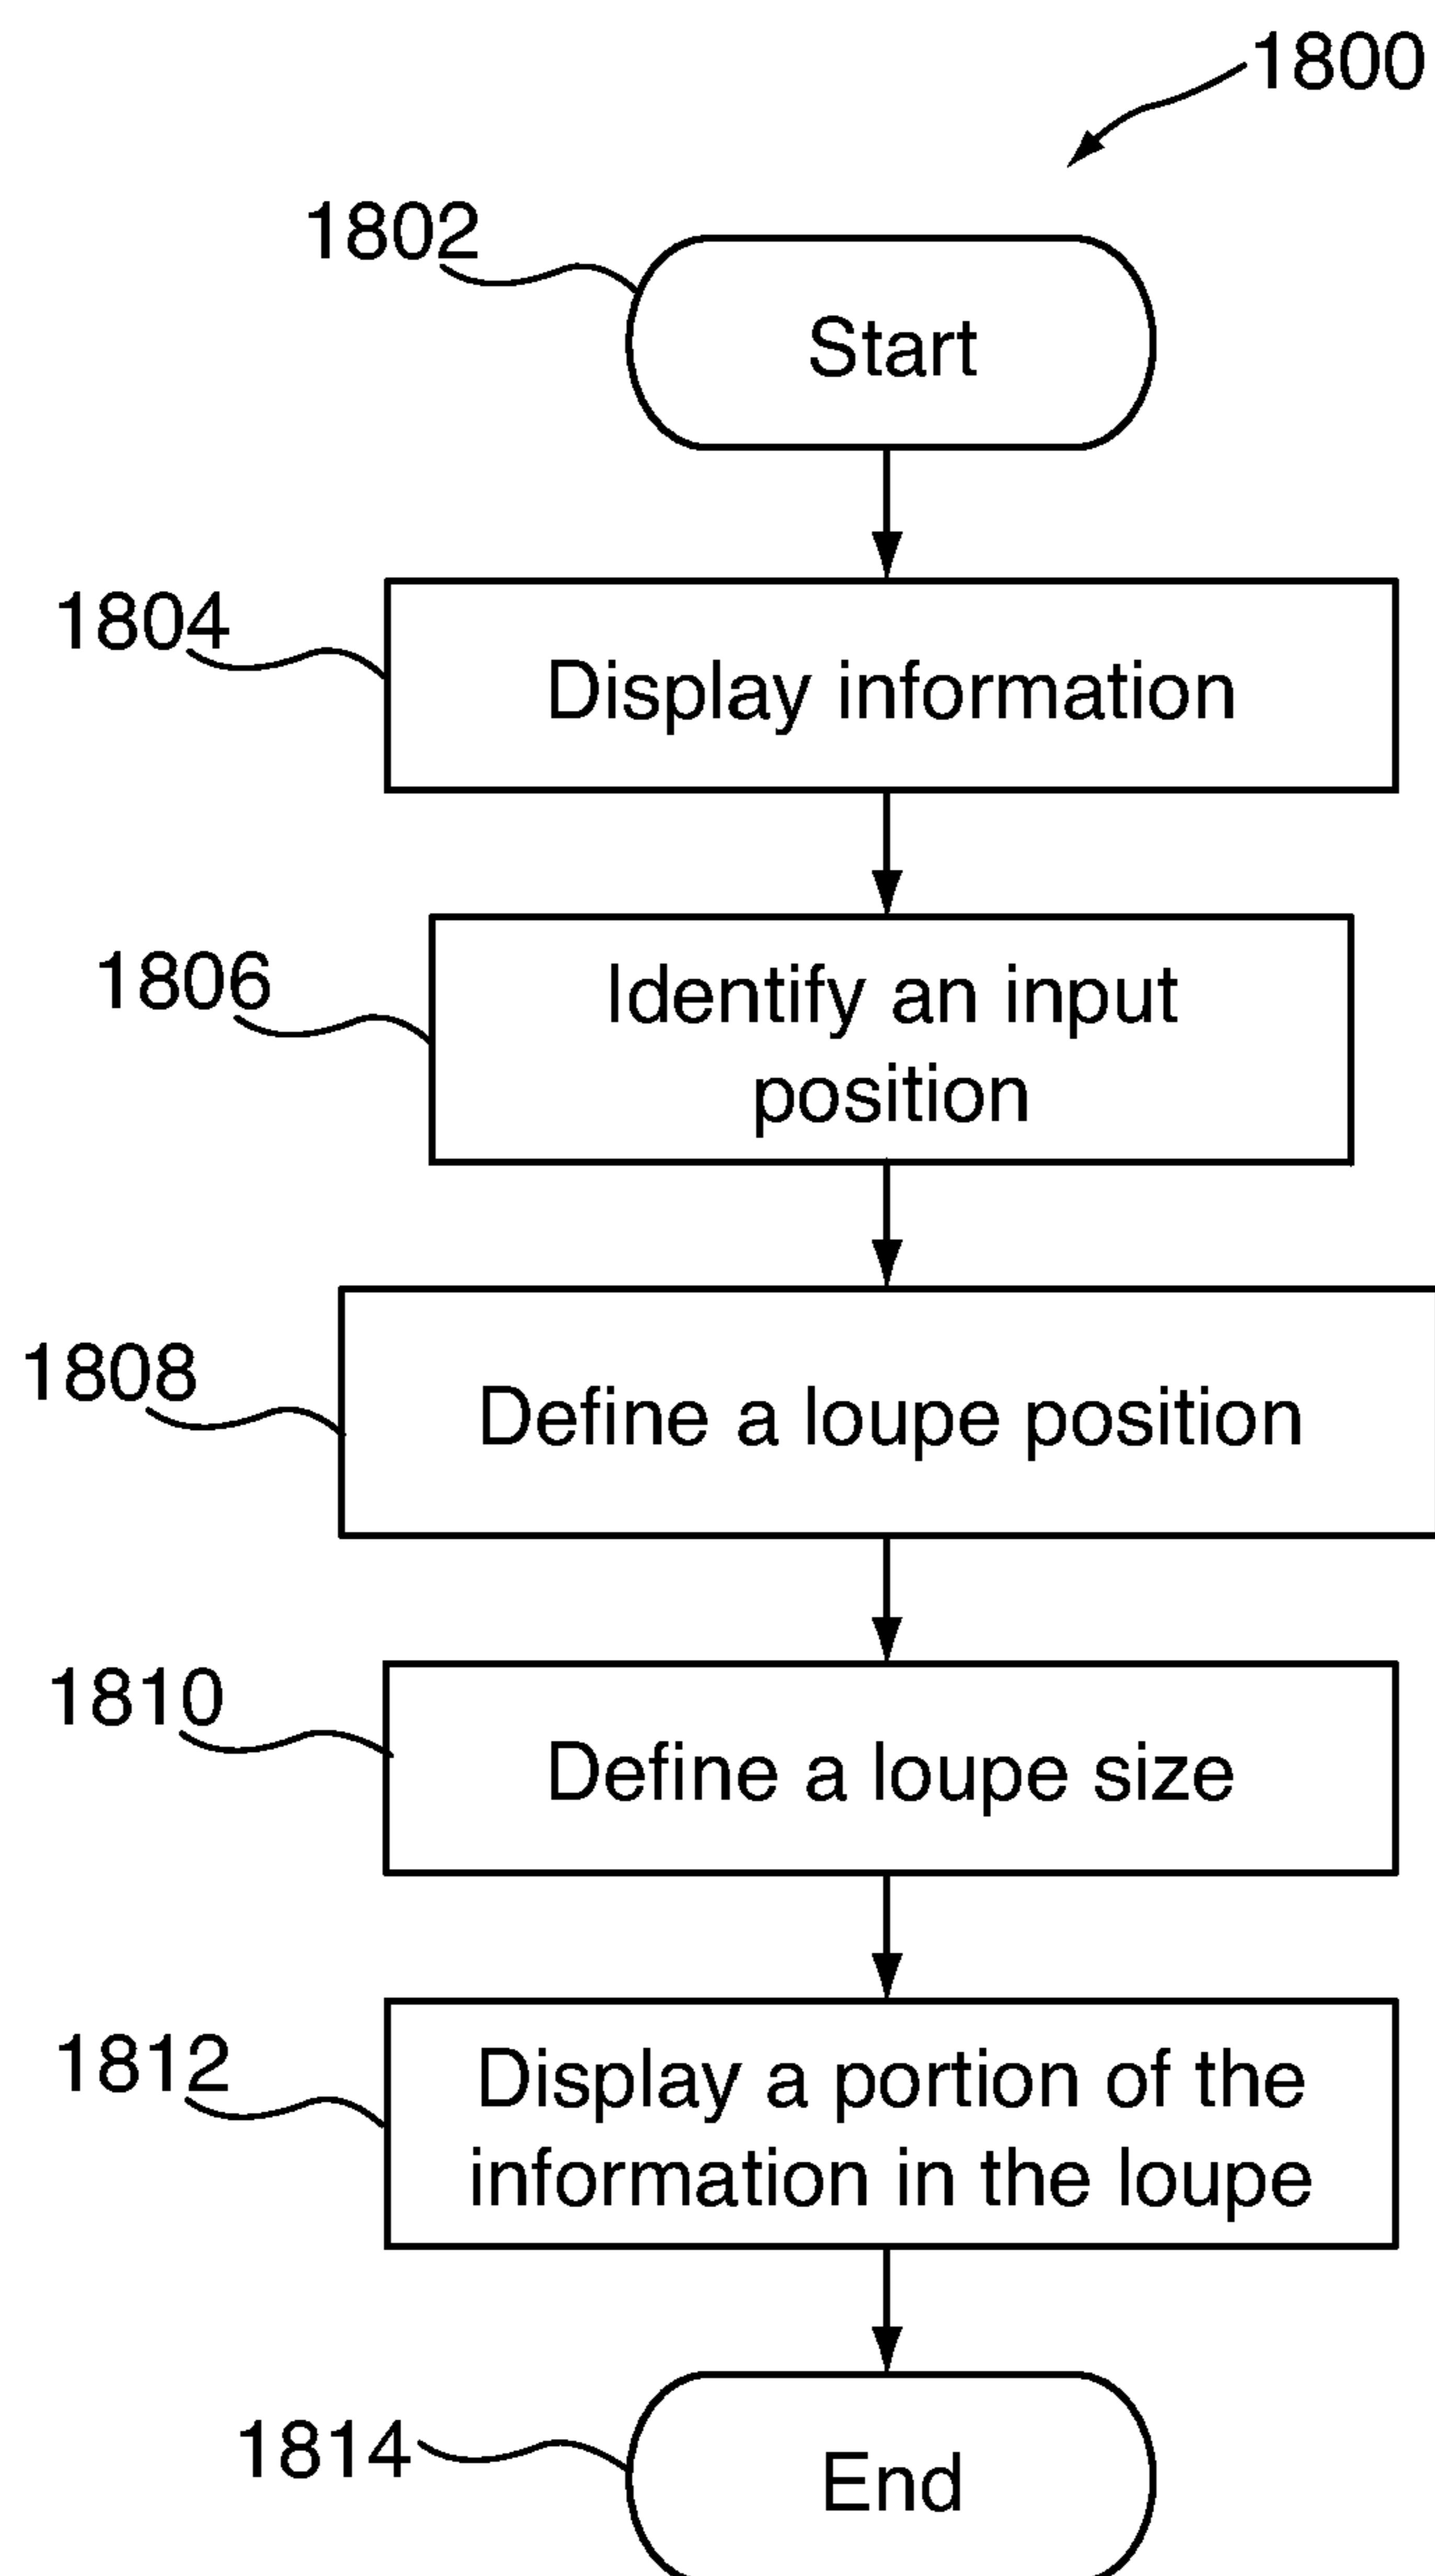 1800
1802
Start
1804
Display information
1806
Identify an input
position
1808
Define a loupe position
1810
Define a loupe size
1812
Display a portion of the
information in the loupe
1814
End